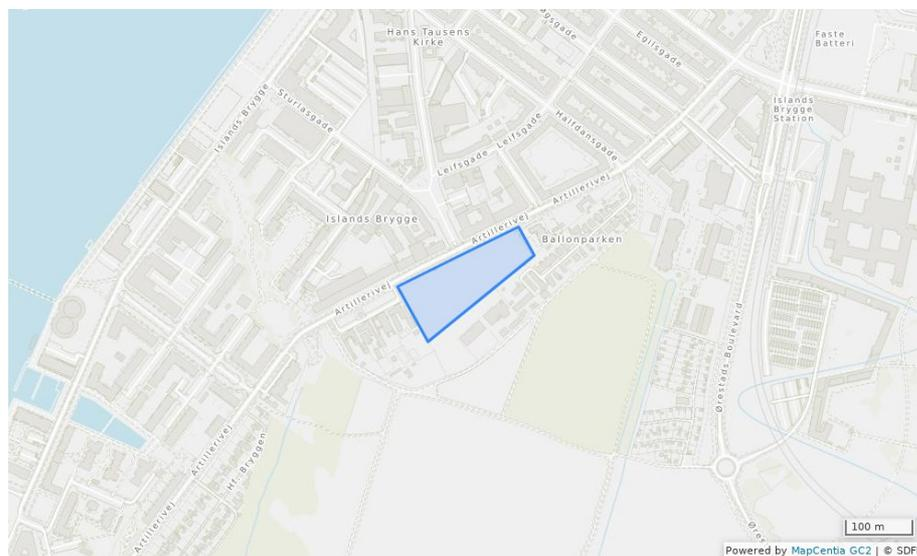 Hans Tausens
Kirke
Egilsgade
Faste
Batteri
Islands Brygge
Sturlasgade
Islands
Brygge
Station
Halfdansgade
Leifsgade
Leifsgade
Artillerivej
Islands Brygge
Artillerivej
Ballonparken
Artillerivej
Ørestads Boulevard
Artillerivej
Hf. Bryggen
Artillerivej
100 m
Powered by MapCentia GC2 | © SDF